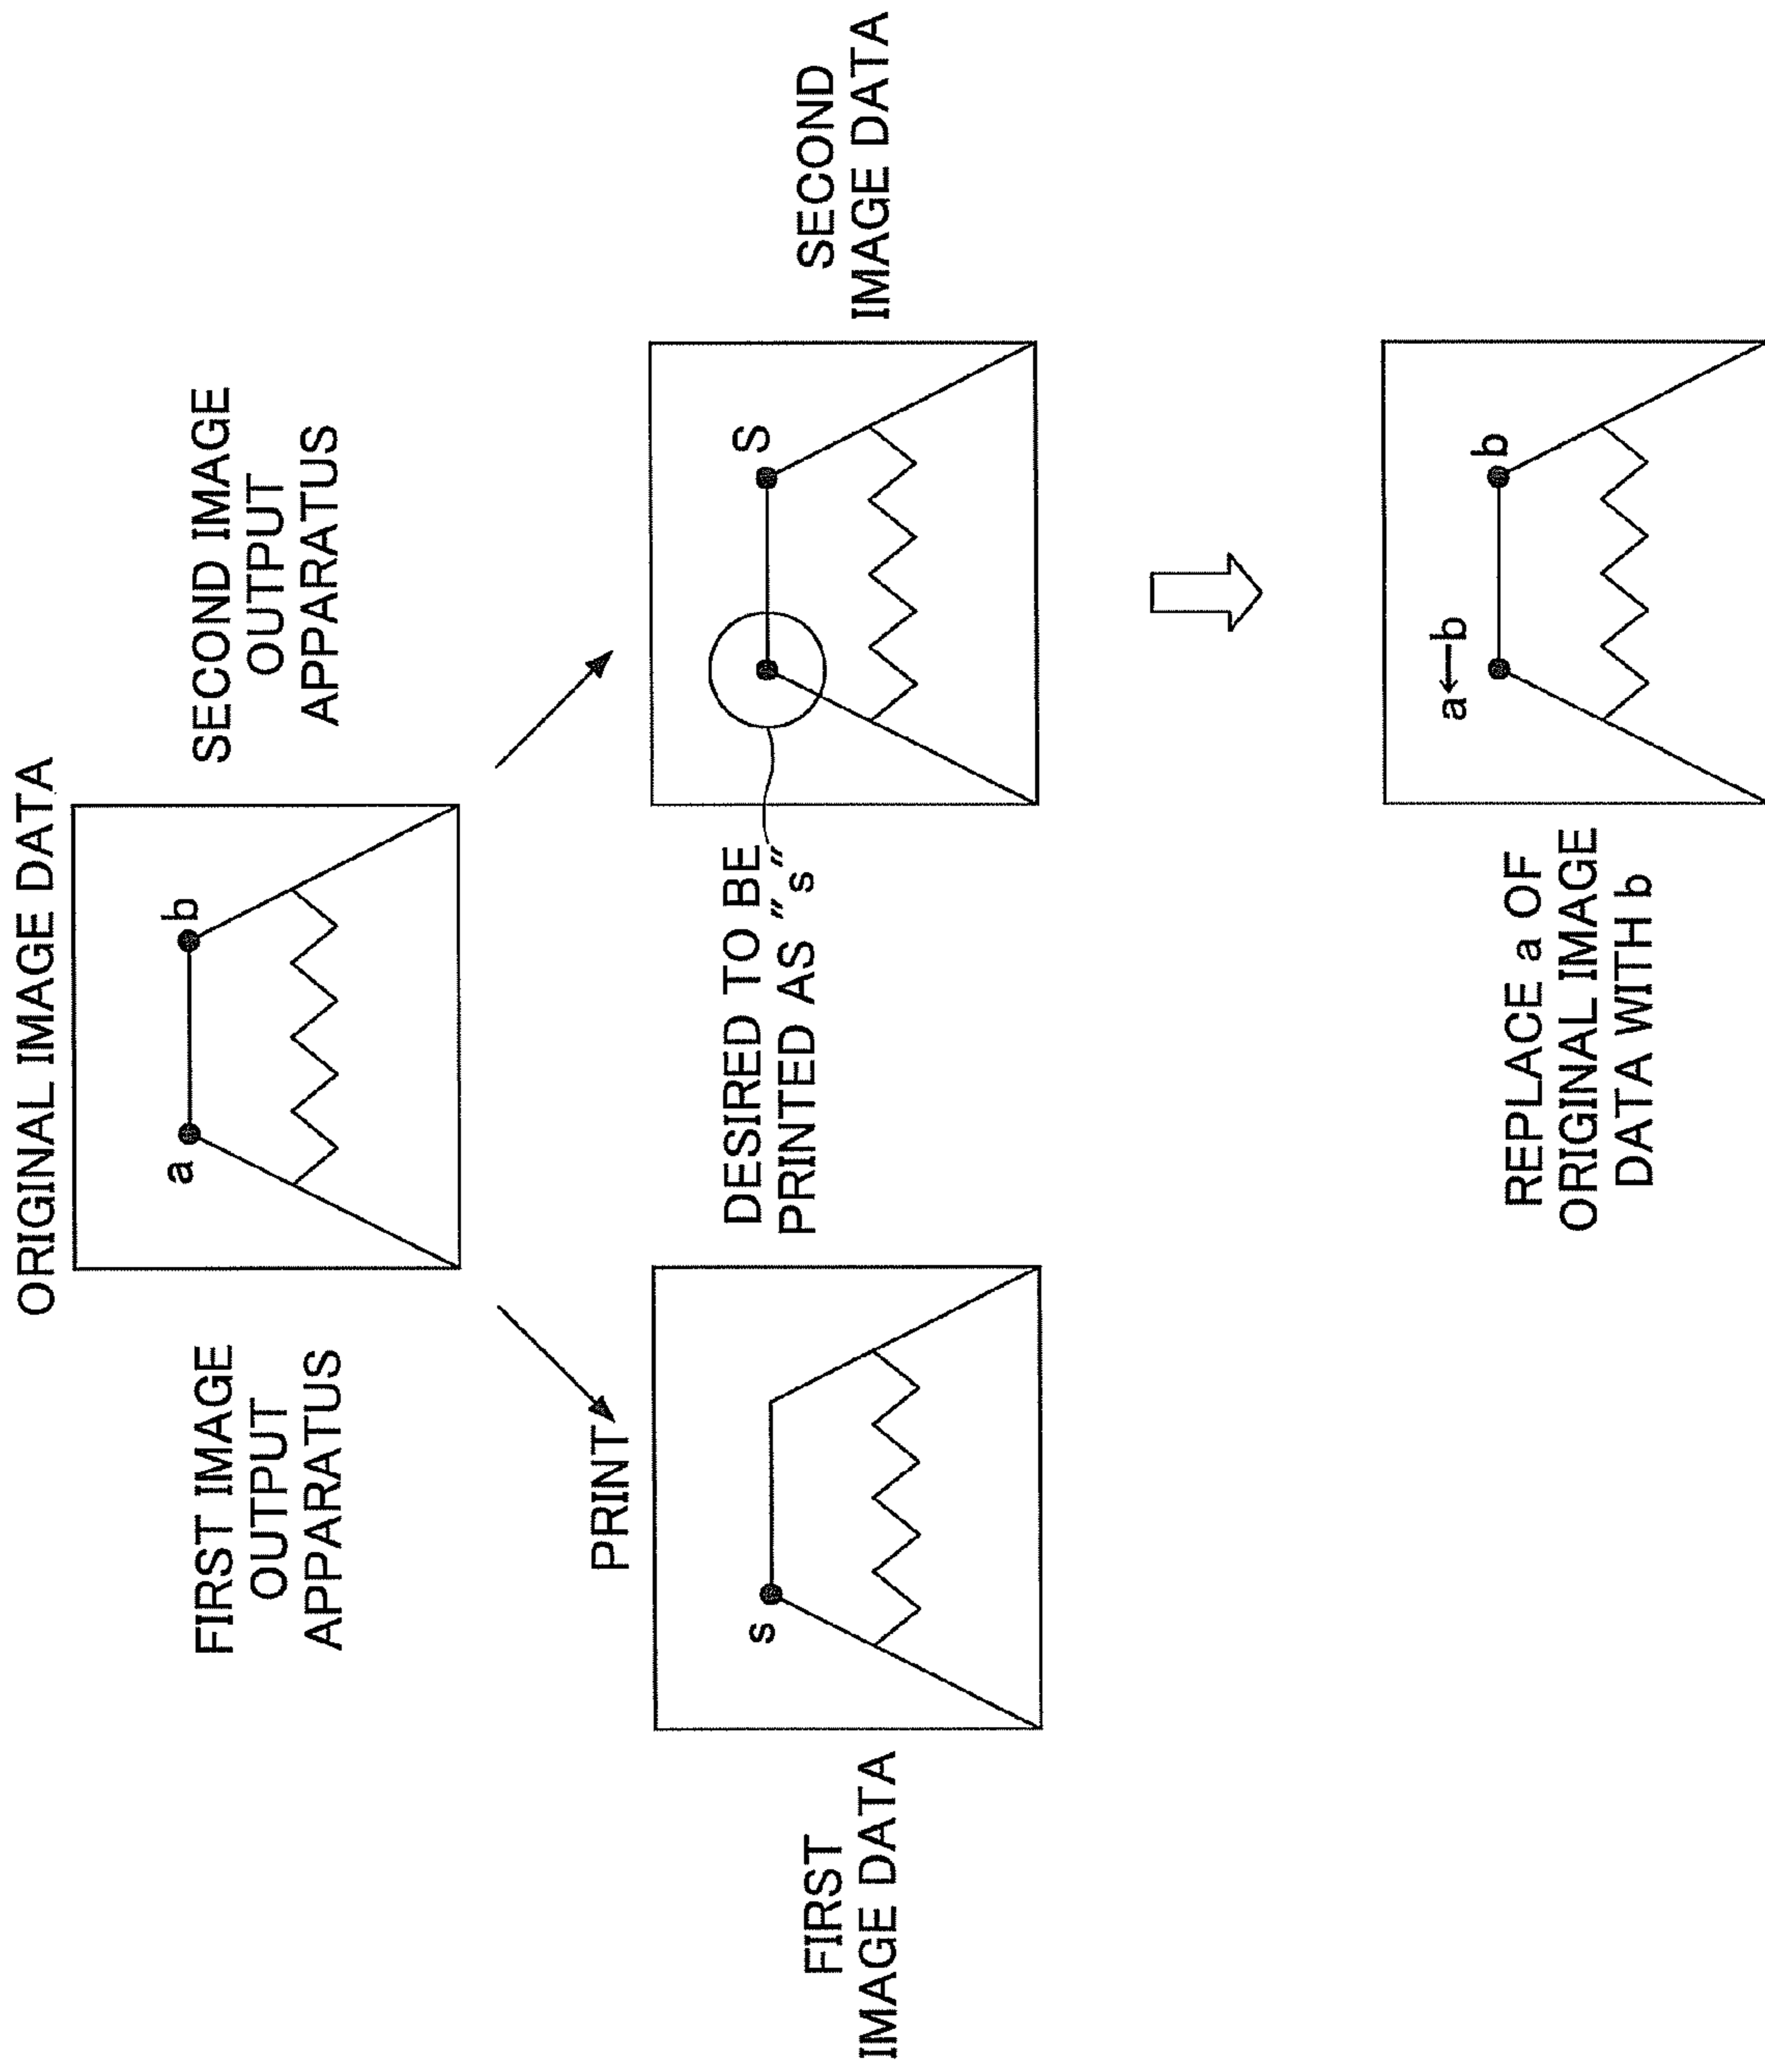 ORIGINAL IMAGE DATA
a
b
FIRST IMAGE
OUTPUT
APPARATUS
SECOND IMAGE
OUTPUT
APPARATUS
PRINT
s
FIRST
IMAGE DATA
DESIRED TO BE
PRINTED AS "s"
S
SECOND
IMAGE DATA
REPLACE a OF
ORIGINAL IMAGE
DATA WITH b
a←b
b